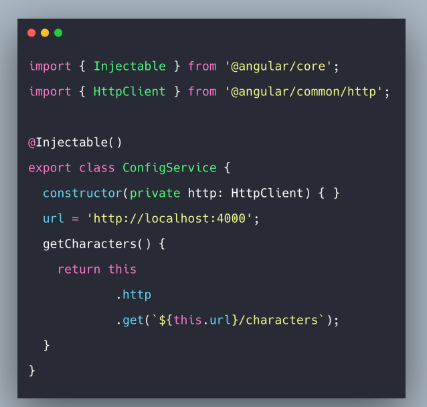 import { Injectable } from '@angular/core';
import { HttpClient } from '@angular/common/http';

@Injectable()
export class ConfigService {
  constructor(private http: HttpClient) { }
  url = 'http://localhost:4000';
  getCharacters() {
    return this
            .http
            .get(`${this.url}/characters`);
  }
}